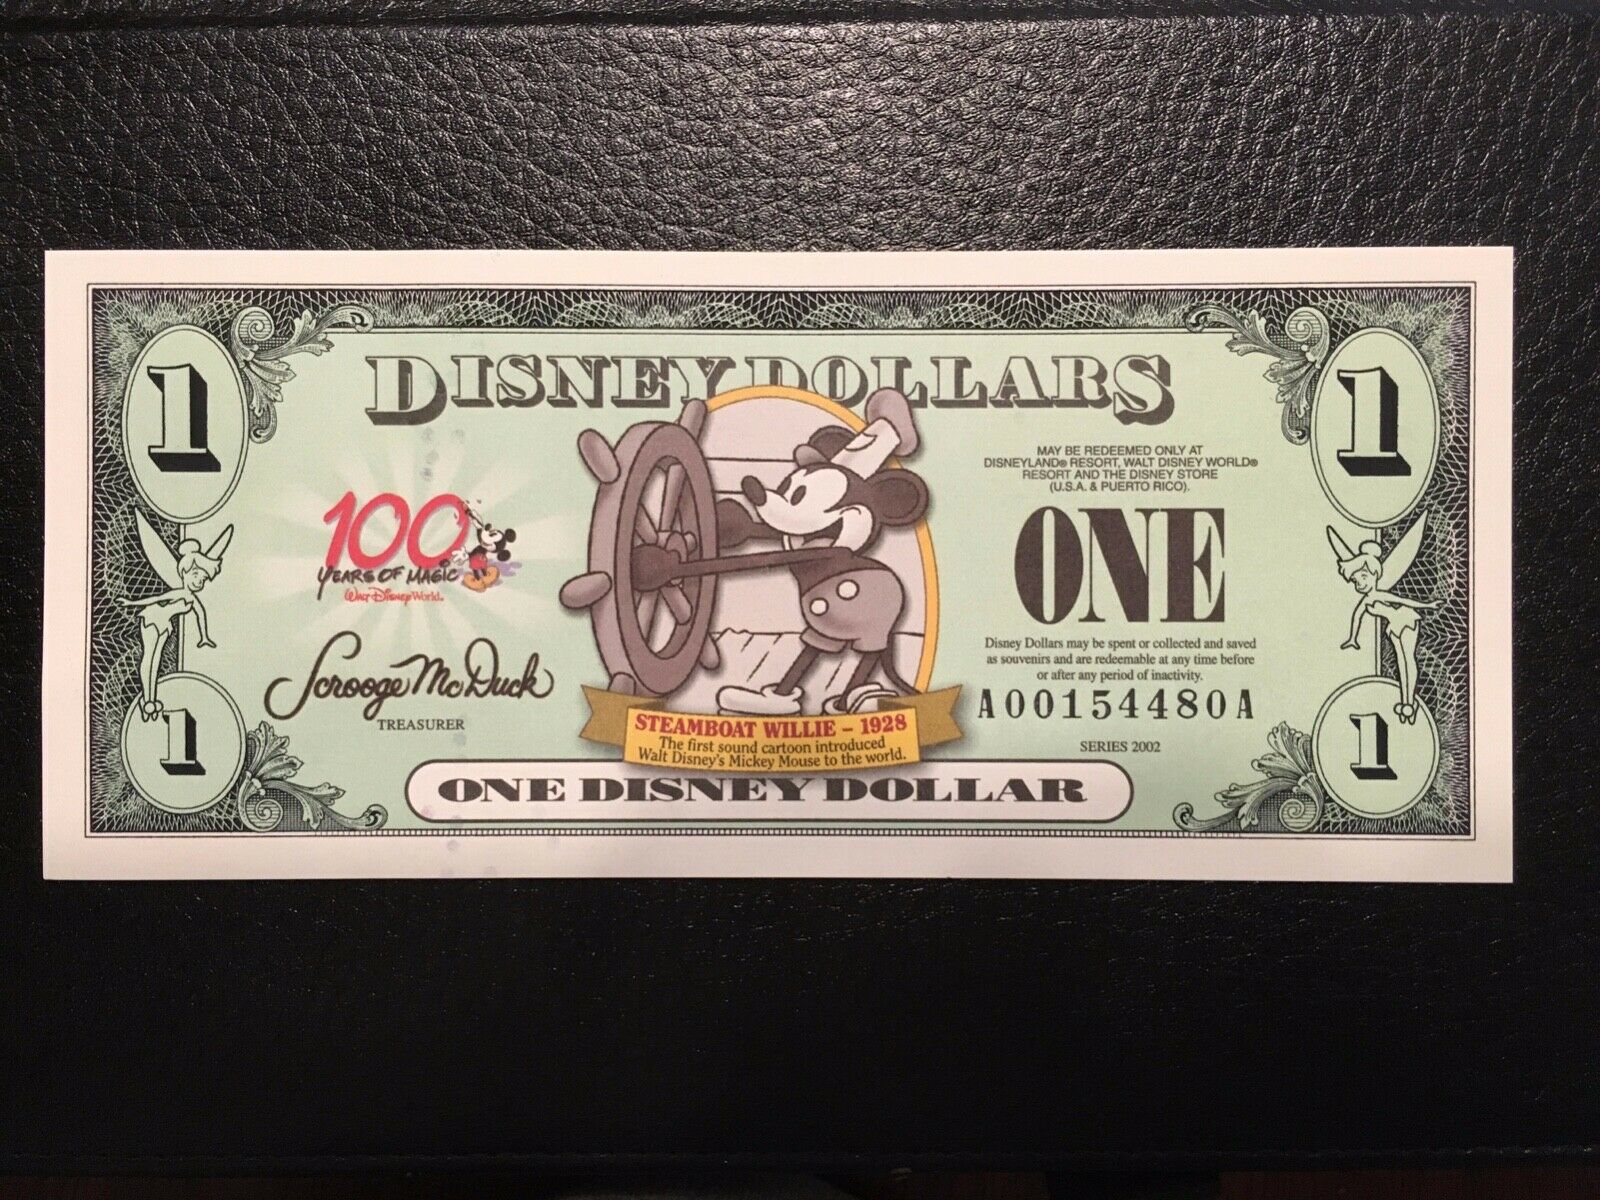 1
DISNEY DOLLARS
1
100
YEARS OF MAGIC
Walt Disney World.
Scrooge McDuck
TREASURER
STEAMBOAT WILLIE – 1928
The first sound cartoon introduced
Walt Disney's Mickey Mouse to the world.
MAY BE REDEEMED ONLY AT
DISNEYLAND® RESORT, WALT DISNEY WORLD®
RESORT AND THE DISNEY STORE
(U.S.A. & PUERTO RICO).
ONE
Disney Dollars may be spent or collected and saved
as souvenirs and are redeemable at any time before
or after any period of inactivity.
A00154480A
SERIES 2002
1
ONE DISNEY DOLLAR
1